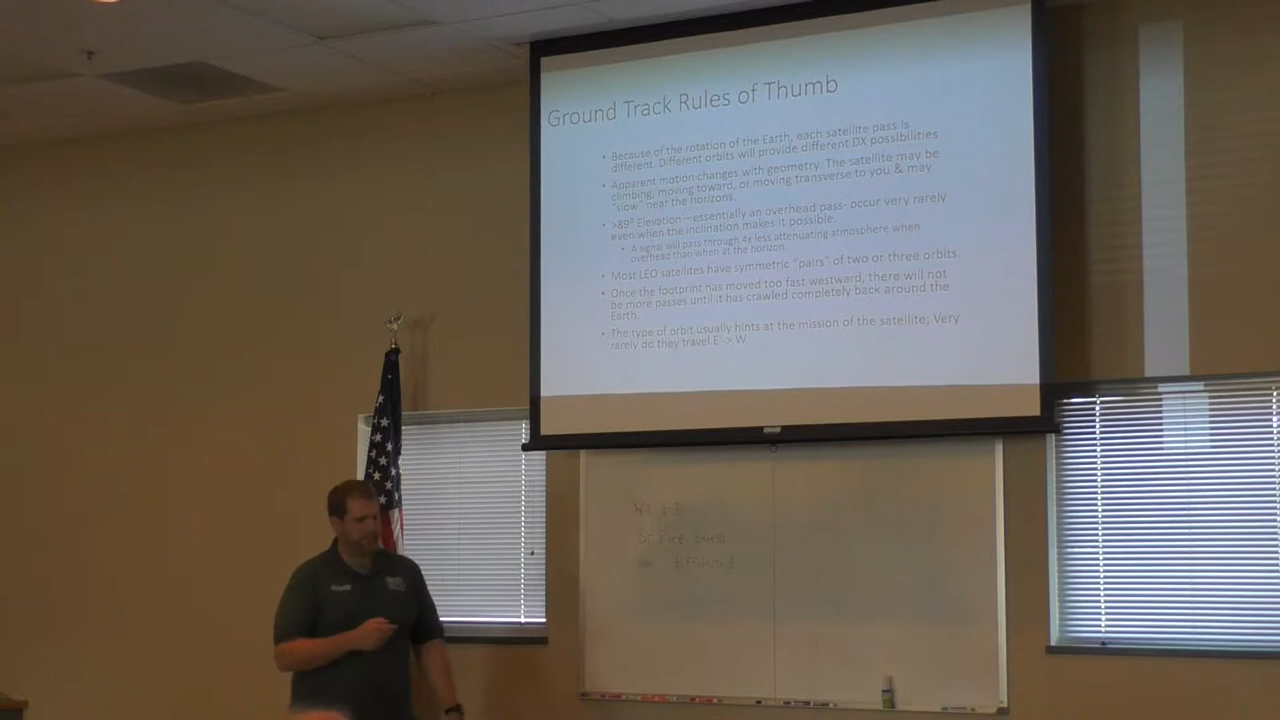 Ground Track Rules of Thumb
• Because of the rotation of the Earth, each satellite pass is
different. Different orbits will provide different DX possibilities
• Apparent motion changes with geometry. The satellite may be
climbing, moving toward, or moving transverse to you & may
"slow" near the horizons.
• >89⁰ Elevation – essentially an overhead pass- occur very rarely
even when the inclination makes it possible.
• A signal will pass through 4x less attenuating atmosphere when
overhead than when at the horizon.
• Most LEO satellites have symmetric "pairs" of two or three orbits.
• Once the footprint has moved too fast westward, there will not
be more passes until it has crawled completely back around the
Earth.
• The type of orbit usually hints at the mission of the satellite; Very
rarely do they travel E -> W